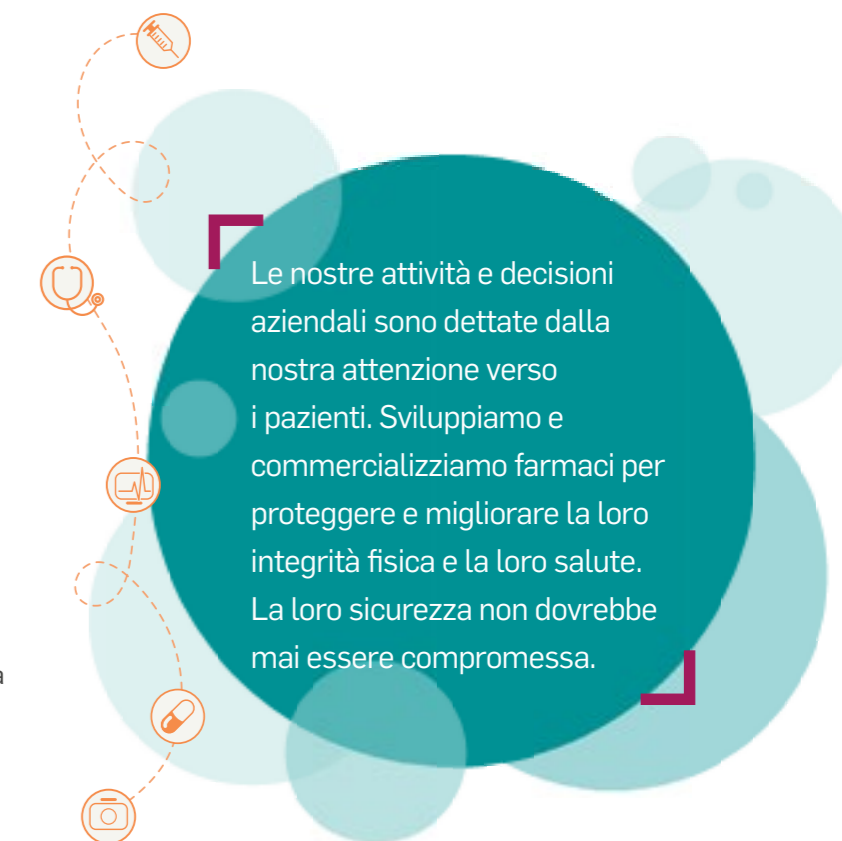 Le nostre attività e decisioni
aziendali sono dettate dalla
nostra attenzione verso
i pazienti. Sviluppiamo e
commercializziamo farmaci per
proteggere e migliorare la loro
integrità fisica e la loro salute.
La loro sicurezza non dovrebbe
mai essere compromessa.